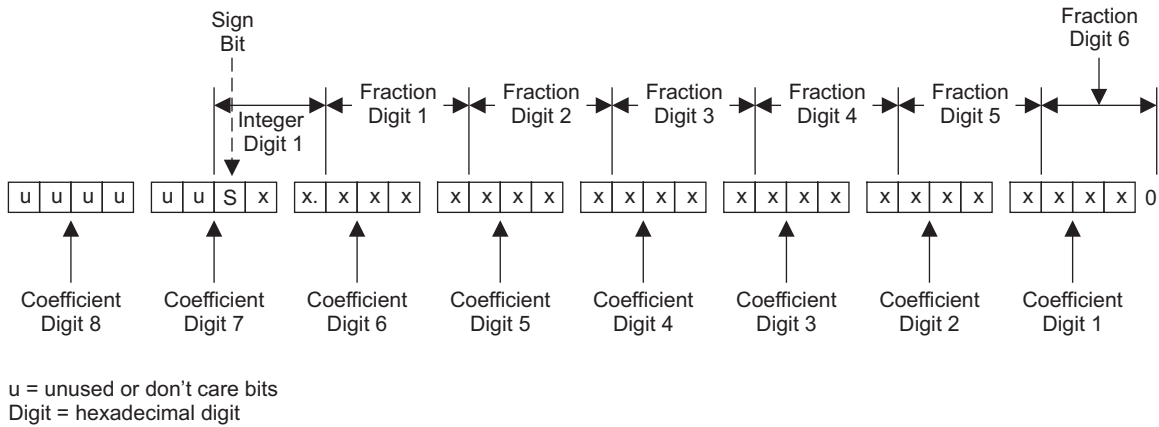 Sign
Bit
Fraction
Digit 6
Integer
Digit 1
Fraction
Digit 1
Fraction
Digit 2
Fraction
Digit 3
Fraction
Digit 4
Fraction
Digit 5
u u u u u u S x x. x x x x x x x x x x x x x x x x x x x x x x x 0
Coefficient
Digit 8
Coefficient
Digit 7
Coefficient
Digit 6
Coefficient
Digit 5
Coefficient
Digit 4
Coefficient
Digit 3
Coefficient
Digit 2
Coefficient
Digit 1
u = unused or don’t care bits
Digit = hexadecimal digit